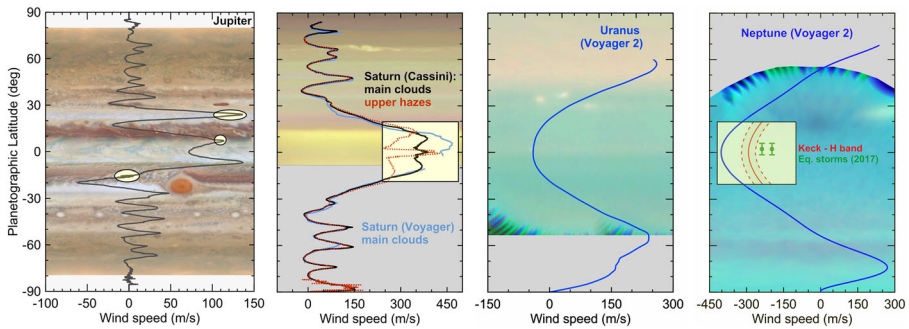 Jupiter
Planetographic Latitude (deg)
90
60
30
0
-30
-60
-90
-100 -50 0 50 100 150
Wind speed (m/s)
Saturn (Cassini):
main clouds
upper hazes
Saturn (Voyager)
main clouds
0 150 300 450
Wind speed (m/s)
Uranus
(Voyager 2)
-150 0 150 300
Wind speed (m/s)
Neptune (Voyager 2)
Keck - H band
Eq. storms (2017)
-450 -300 -150 0 150 300
Wind speed (m/s)